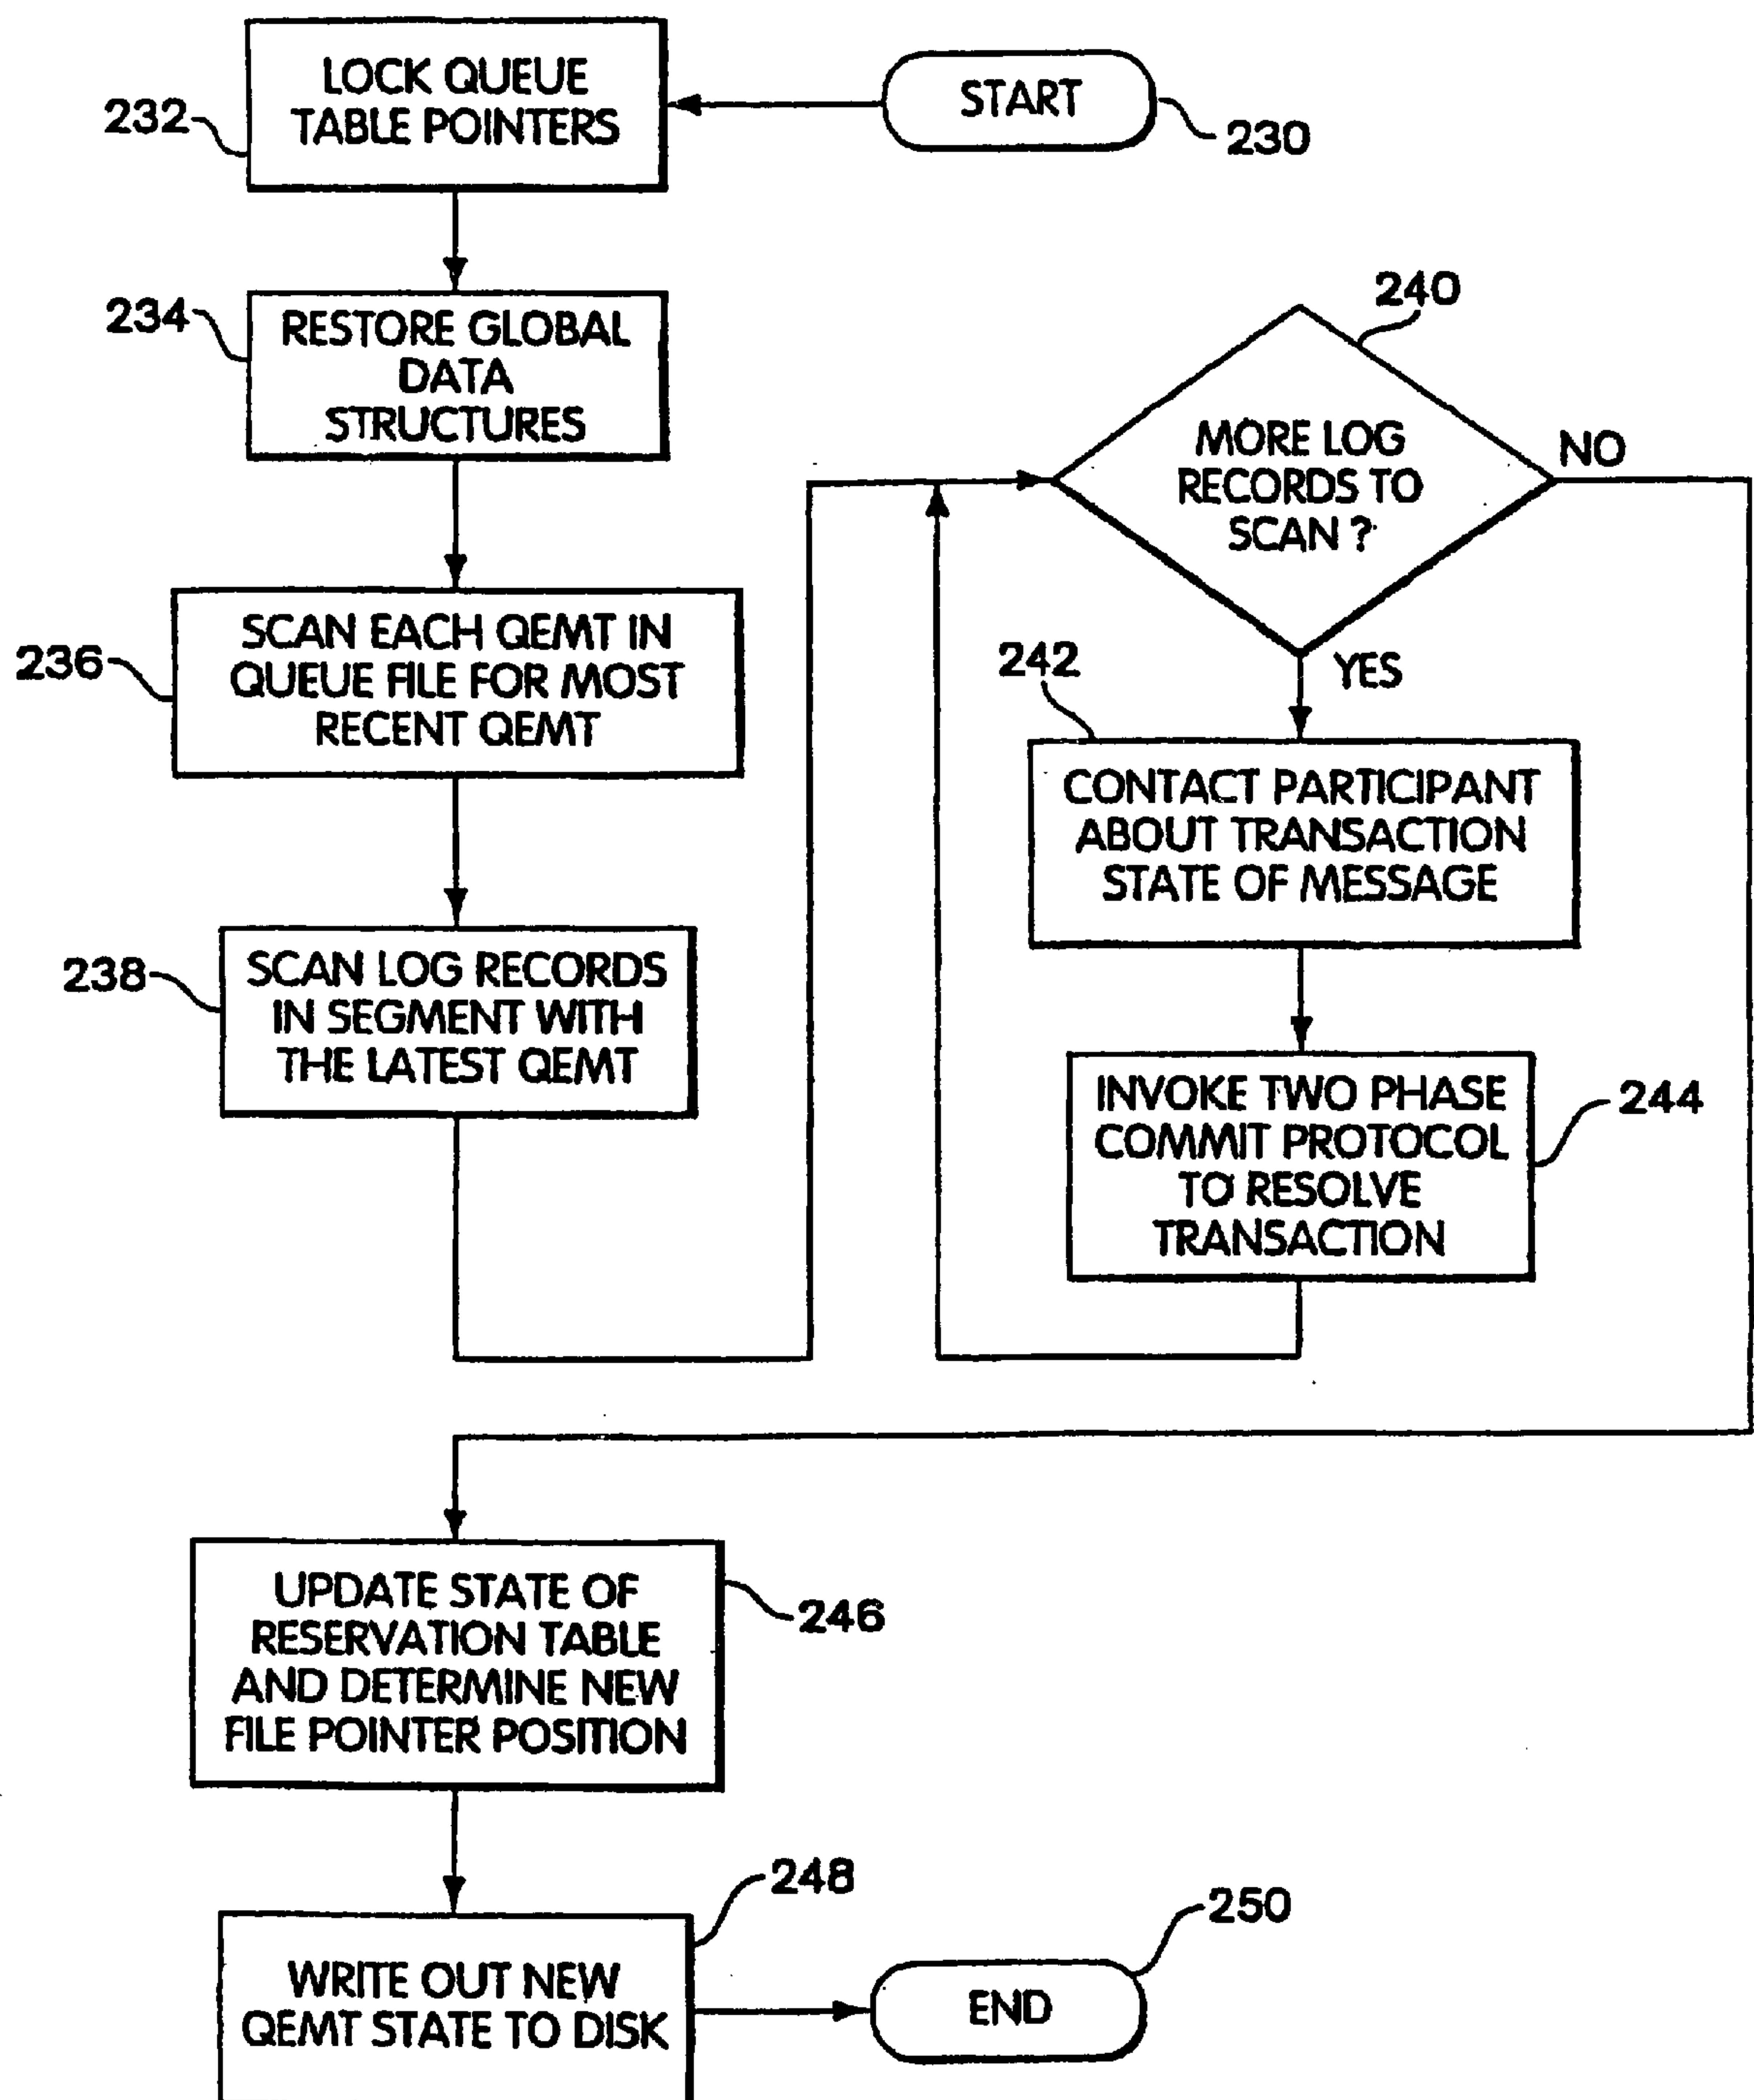 START
230
LOCK QUEUE
TABLE POINTERS
232
RESTORE GLOBAL
DATA
STRUCTURES
234
SCAN EACH QEMT IN
QUEUE FILE FOR MOST
RECENT QEMT
236
SCAN LOG RECORDS
IN SEGMENT WITH
THE LATEST QEMT
238
240
MORE LOG
RECORDS TO
SCAN ?
NO
YES
242
CONTACT PARTICIPANT
ABOUT TRANSACTION
STATE OF MESSAGE
INVOKE TWO PHASE
COMMIT PROTOCOL
TO RESOLVE
TRANSACTION
244
UPDATE STATE OF
RESERVATION TABLE
AND DETERMINE NEW
FILE POINTER POSITION
246
WRITE OUT NEW
QEMT STATE TO DISK
248
END
250